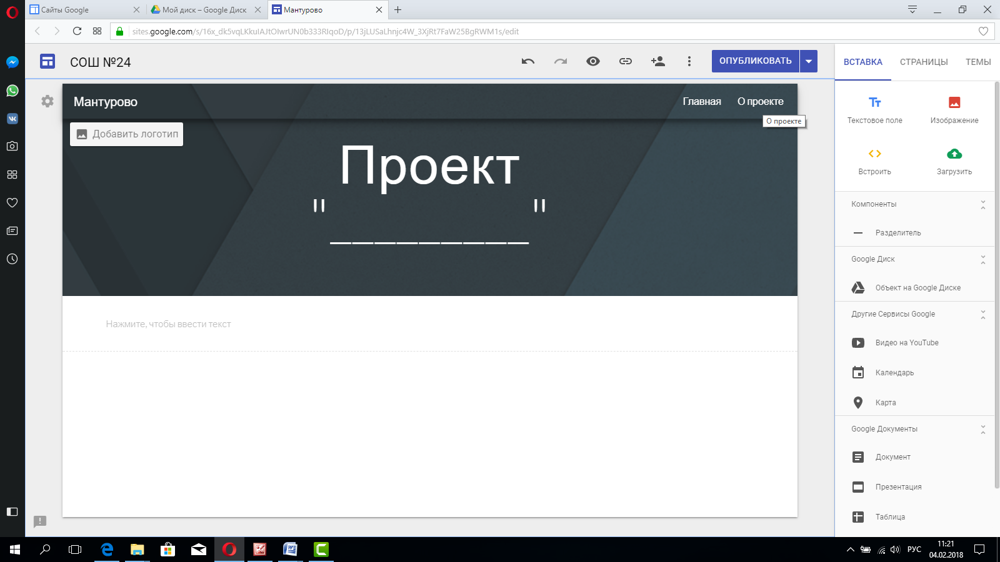 Сайты Google
Мой диск – Google Диск
Мантурово
sites.google.com/s/16x_dk5vqLKkuIAJtOIwrUN0b333RIqoD/p/13jLUSaLhnjc4W_3XjRt7FaW25BgRWM1s/edit
СОШ №24
ОПУБЛИКОВАТЬ
ВСТАВКА СТРАНИЦЫ ТЕМЫ
Мантурово
Главная О проекте
О проекте
Добавить логотип
Проект
"_________"
Нажмите, чтобы ввести текст
Tт
Текстовое поле
Изображение
Встроить
Загрузить
Компоненты
Разделитель
Google Диск
Объект на Google Диске
Другие Сервисы Google
Видео на YouTube
Календарь
Карта
Google Документы
Документ
Презентация
Таблица
РУС
11:21
04.02.2018